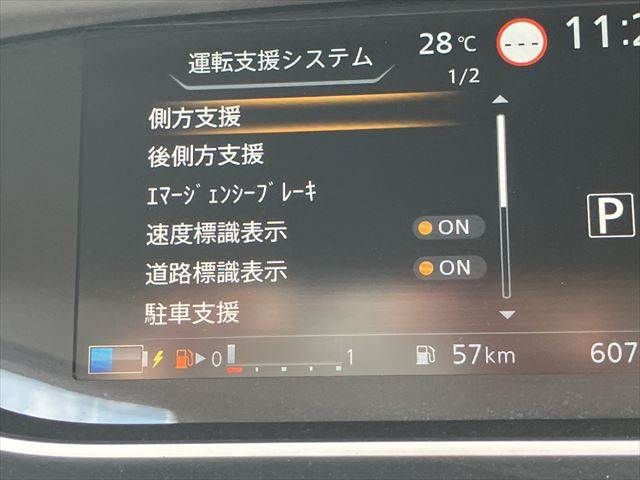 運転支援システム
28℃
---
11:2
1/2
側方支援
後側方支援
ｴﾏｰｼﾞｪﾝｼｰﾌﾞﾚｰｷ
速度標識表示 ON
道路標識表示 ON
駐車支援
P
0 1 57km 607